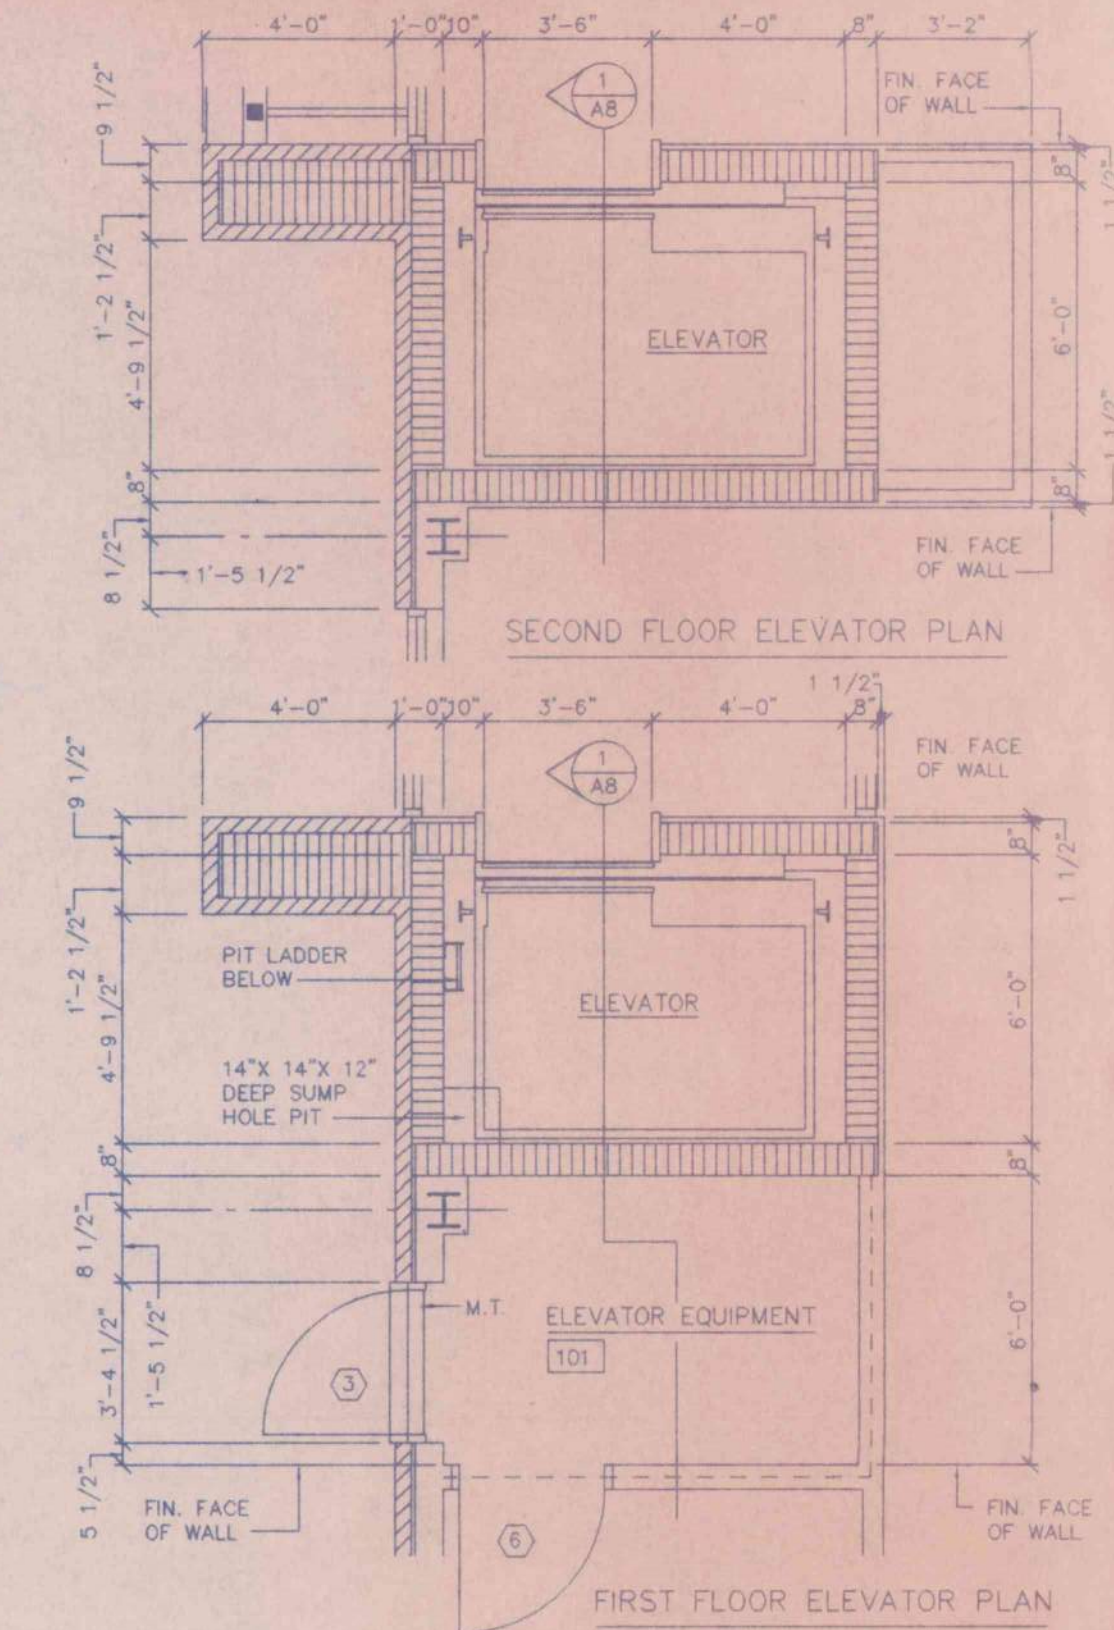 4'-0" 1'-0" 10" 3'-6" 4'-0" 8" 3'-2"
1
A8
FIN. FACE
OF WALL
9 1/2"
1'-2 1/2"
4'-9 1/2"
8"
8 1/2"
1'-5 1/2"
8"
1 1/2"
6'-0"
1 1/2"
8"
ELEVATOR
FIN. FACE
OF WALL
SECOND FLOOR ELEVATOR PLAN
1 1/2"
4'-0" 1'-0" 10" 3'-6" 4'-0" 8"
1
A8
FIN. FACE
OF WALL
9 1/2"
1'-2 1/2"
4'-9 1/2"
8"
8 1/2"
3'-4 1/2"
1'-5 1/2"
5 1/2"
8"
1 1/2"
6'-0"
8"
6'-0"
PIT LADDER
BELOW
ELEVATOR
14"X 14"X 12"
DEEP SUMP
HOLE PIT
M.T.
ELEVATOR EQUIPMENT
101
3
FIN. FACE
OF WALL
6
FIN. FACE
OF WALL
FIRST FLOOR ELEVATOR PLAN